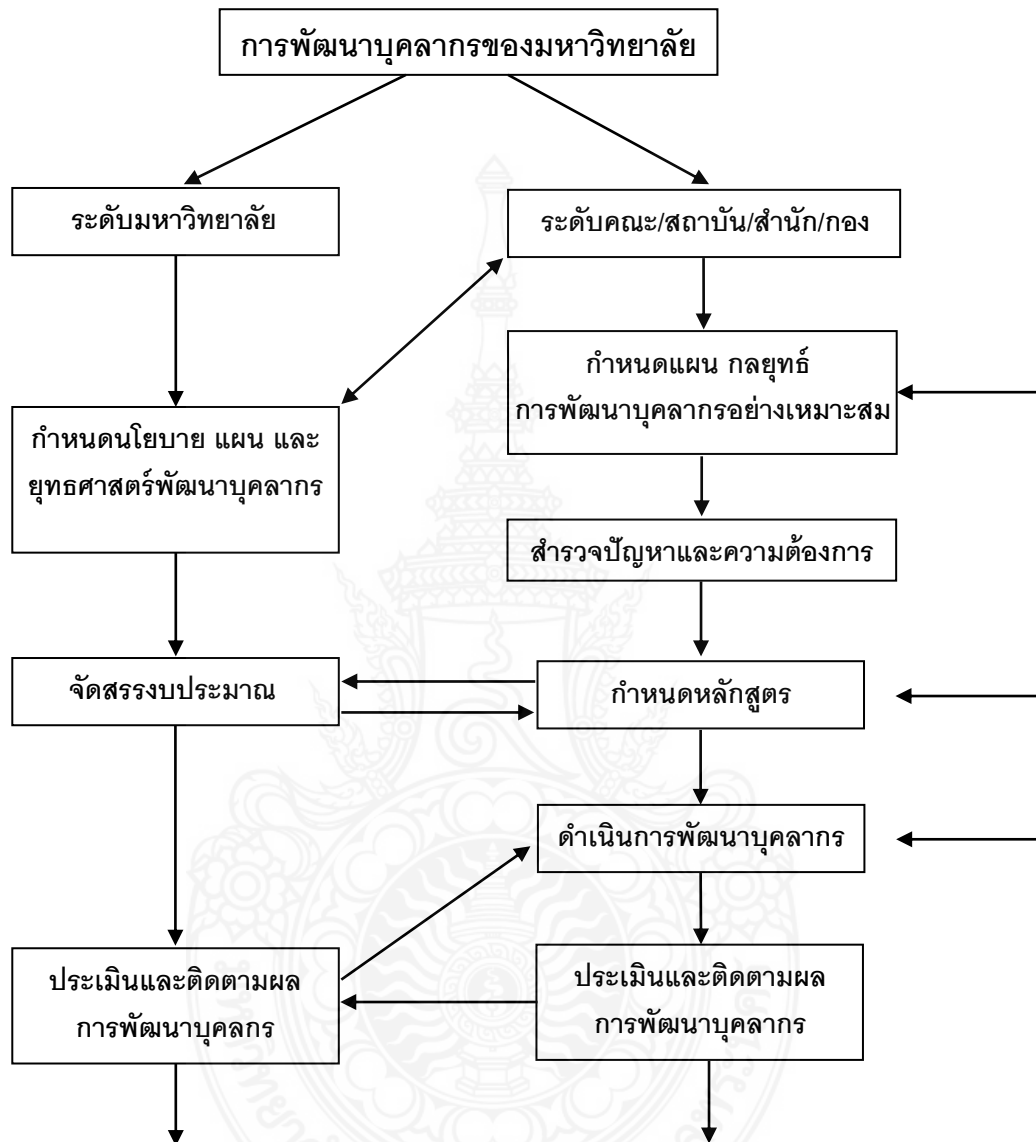 การพัฒนาบุคลากรของมหาวิทยาลัย
ระดับมหาวิทยาลัย
ระดับคณะ/สถาบัน/สำนัก/กอง
กำหนดแผน กลยุทธ์
การพัฒนาบุคลากรอย่างเหมาะสม
กำหนดนโยบาย แผน และ
ยุทธศาสตร์พัฒนาบุคลากร
สำรวจปัญหาและความต้องการ
จัดสรรงบประมาณ
กำหนดหลักสูตร
ดำเนินการพัฒนาบุคลากร
ประเมินและติดตามผล
การพัฒนาบุคลกร
ประเมินและติดตามผล
การพัฒนาบุคลากร